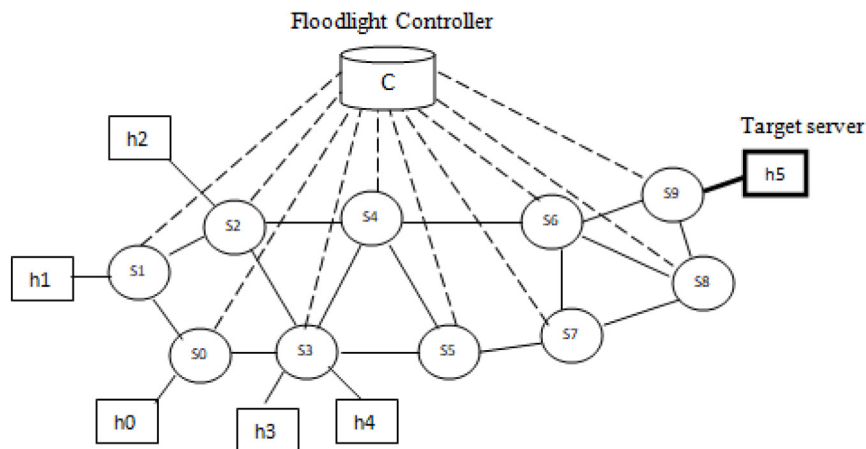 Floodlight Controller
C
Target server
h2
h5
S9
S4
S6
S2
S1
S8
h1
S7
S0
S3
S5
h0
h3
h4